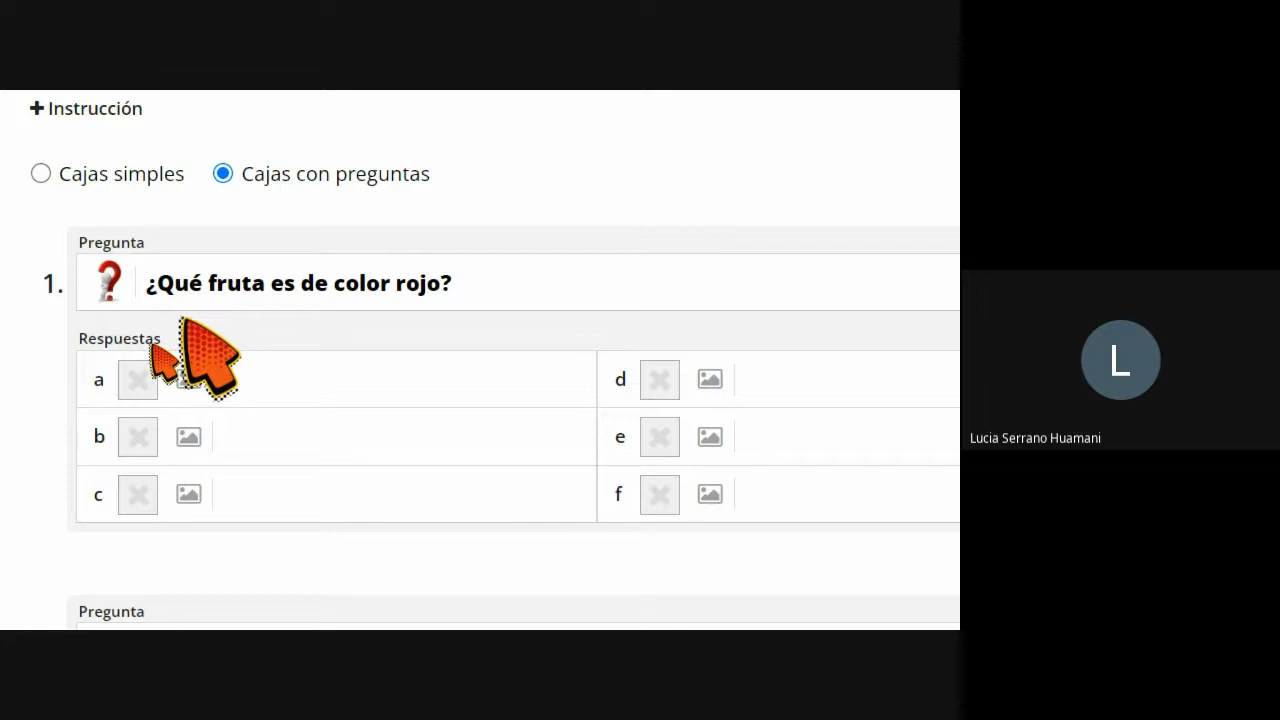 + Instrucción
Cajas simples Cajas con preguntas
Pregunta
1. ¿Qué fruta es de color rojo?
Respuestas
a d
b e
c f
Pregunta
L
Lucia Serrano Huamani